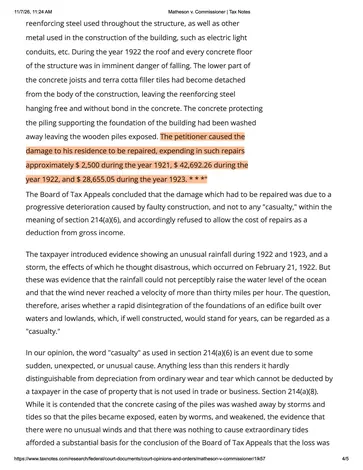 11/7/26, 11:24 AM Matheson v. Commissioner | Tax Notes
reenforcing steel used throughout the structure, as well as other
metal used in the construction of the building, such as electric light
conduits, etc. During the year 1922 the roof and every concrete floor
of the structure was in imminent danger of falling. The lower part of
the concrete joists and terra cotta filler tiles had become detached
from the body of the construction, leaving the reenforcing steel
hanging free and without bond in the concrete. The concrete protecting
the piling supporting the foundation of the building had been washed
away leaving the wooden piles exposed. The petitioner caused the
damage to his residence to be repaired, expending in such repairs
approximately $ 2,500 during the year 1921, $ 42,692.26 during the
year 1922, and $ 28,655.05 during the year 1923. * * *"
The Board of Tax Appeals concluded that the damage which had to be repaired was due to a
progressive deterioration caused by faulty construction, and not to any "casualty," within the
meaning of section 214(a)(6), and accordingly refused to allow the cost of repairs as a
deduction from gross income.
The taxpayer introduced evidence showing an unusual rainfall during 1922 and 1923, and a
storm, the effects of which he thought disastrous, which occurred on February 21, 1922. But
there was evidence that the rainfall could not perceptibly raise the water level of the ocean
and that the wind never reached a velocity of more than thirty miles per hour. The question,
therefore, arises whether a rapid disintegration of the foundations of an edifice built over
waters and lowlands, which, if well constructed, would stand for years, can be regarded as a
"casualty."
In our opinion, the word "casualty" as used in section 214(a)(6) is an event due to some
sudden, unexpected, or unusual cause. Anything less than this renders it hardly
distinguishable from depreciation from ordinary wear and tear which cannot be deducted by
a taxpayer in the case of property that is not used in trade or business. Section 214(a)(8).
While it is contended that the concrete casing of the piles was washed away by storms and
tides so that the piles became exposed, eaten by worms, and weakened, the evidence that
there were no unusual winds and that there was nothing to cause extraordinary tides
afforded a substantial basis for the conclusion of the Board of Tax Appeals that the loss was
https://www.taxnotes.com/research/federal/court-documents/court-opinions-and-orders/matheson-v-commissioner/
4/5